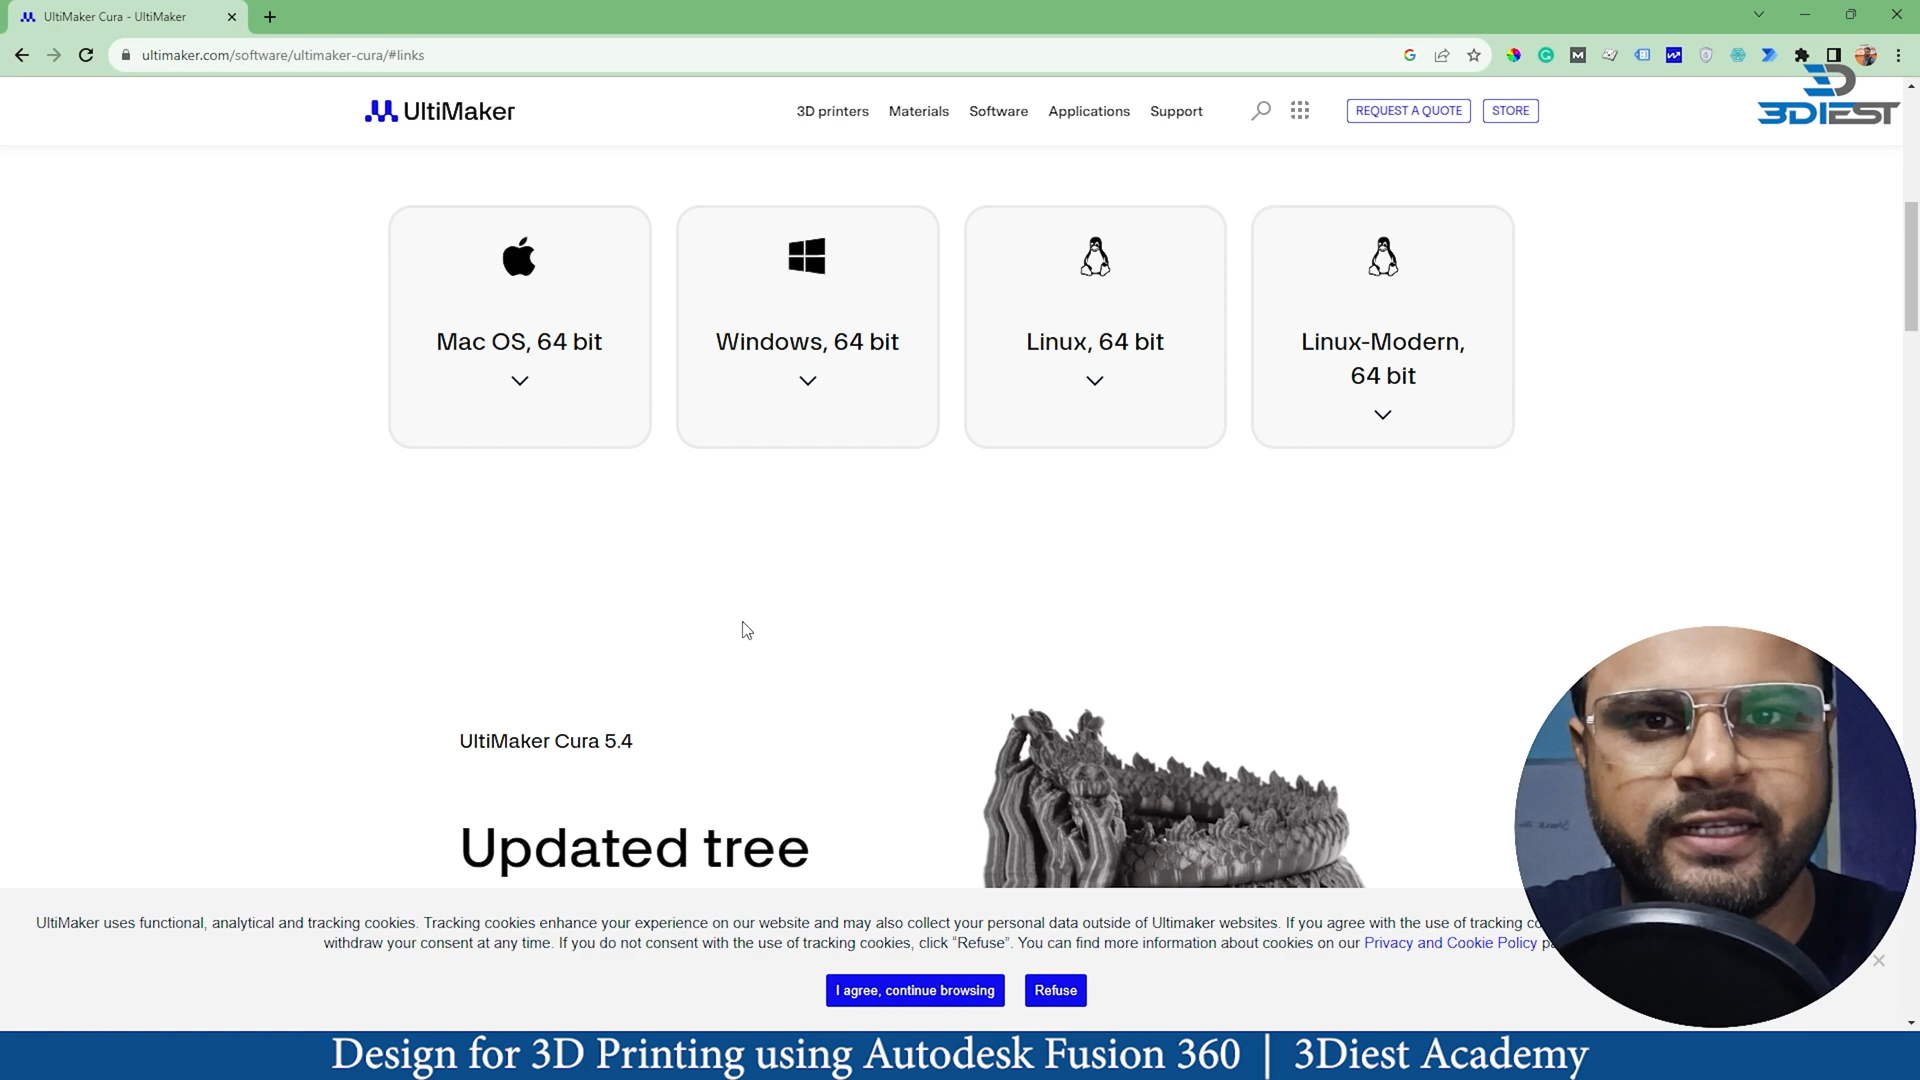 UltiMaker Cura - UltiMaker
ultimaker.com/software/ultimaker-cura/#links
UltiMaker
3D printers
Materials
Software
Applications
Support
REQUEST A QUOTE
STORE
3D
3DIEST
Mac OS, 64 bit
Windows, 64 bit
Linux, 64 bit
Linux-Modern,
64 bit
UltiMaker Cura 5.4
Updated tree
UltiMaker uses functional, analytical and tracking cookies. Tracking cookies enhance your experience on our website and may also collect your personal data outside of Ultimaker websites. If you agree with the use of tracking
withdraw your consent at any time. If you do not consent with the use of tracking cookies, click “Refuse”. You can find more information about cookies on our Privacy and Cookie Policy
I agree, continue browsing
Refuse
Design for 3D Printing using Autodesk Fusion 360 | 3Diest Academy